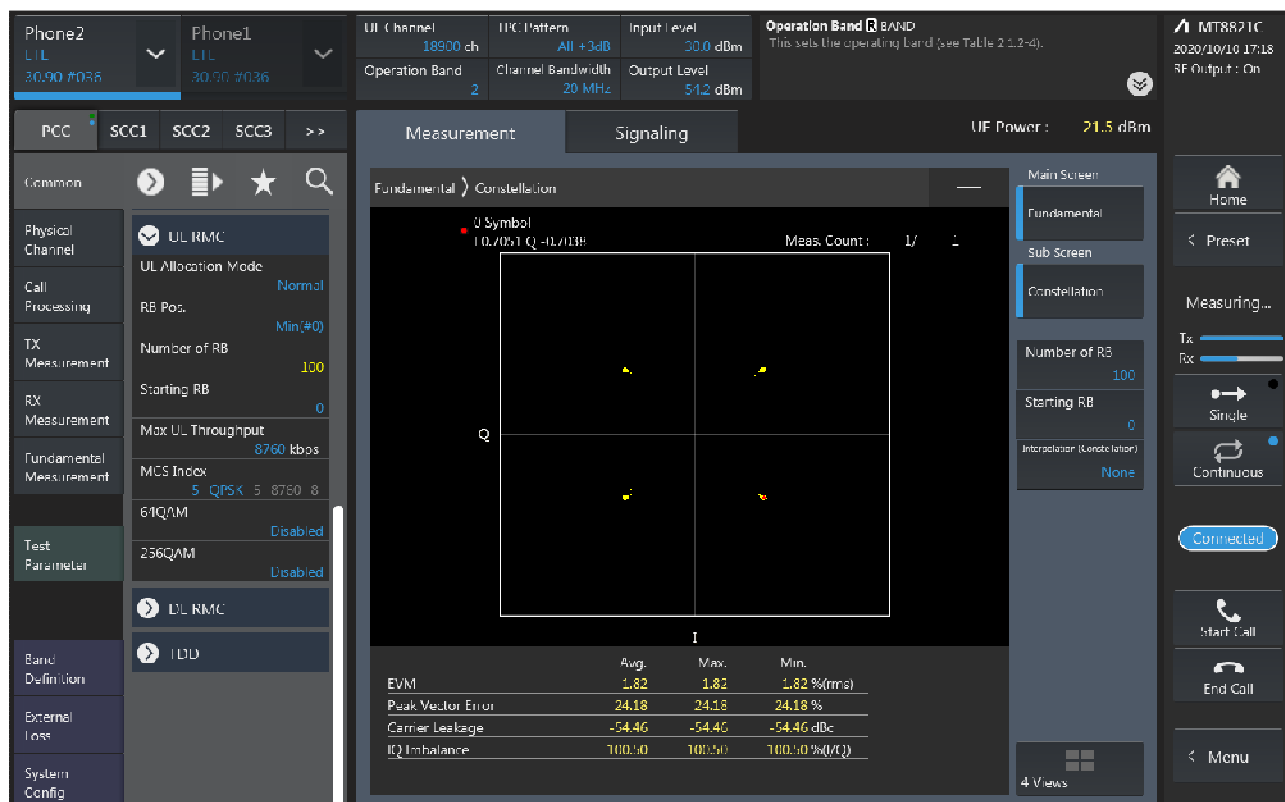 Phone2
LTE
30.90 #038
Phone1
LTE
30.90 #036
UL Channel
18900 ch
TPC Pattern
All +3dB
Input Level
30.0 dBm
Operation Band
2
Channel Bandwidth
20 MHz
Output Level
Operation Band R BAND
This sets the operating band (see Table 2.1.2-4).
MT8821C
2020/10/10 17:18
RF Output : On
PCC
SCC1
SCC2
SCC3
>>
Measurement
Signaling
UE Power : 21.5 dBm
Common
Physical
Channel
Call
Processing
TX
Measurement
RX
Measurement
Fundamental
Measurement
Test
Parameter
Band
Definition
External
Loss
System
Config
UL RMC
UL Allocation Mode
Normal
RB Pos.
Min(#0)
Number of RB
100
Starting RB
0
Max UL Throughput
8760 kbps
MCS Index
5 QPSK 5 8760 8
64QAM
Disabled
256QAM
Disabled
DL RMC
TDD
Fundamental
Constellation
0 Symbol
I 0.7051 Q -0.7038
Meas. Count : 1/ 1
Q
I
Avg. Max. Min.
EVM 1.82 1.82 1.82 %(rms)
Peak Vector Error 24.18 24.18 24.18 %
Carrier Leakage -54.46 -54.46 -54.46 dBc
IQ Imbalance 100.50 100.50 100.50 %(I/Q)
Main Screen
Fundamental
Sub Screen
Constellation
Number of RB
100
Starting RB
0
Interpolation (Constellation)
None
4 Views
Home
< Preset
Measuring...
Tx
Rx
Single
Continuous
Connected
Start Call
End Call
< Menu